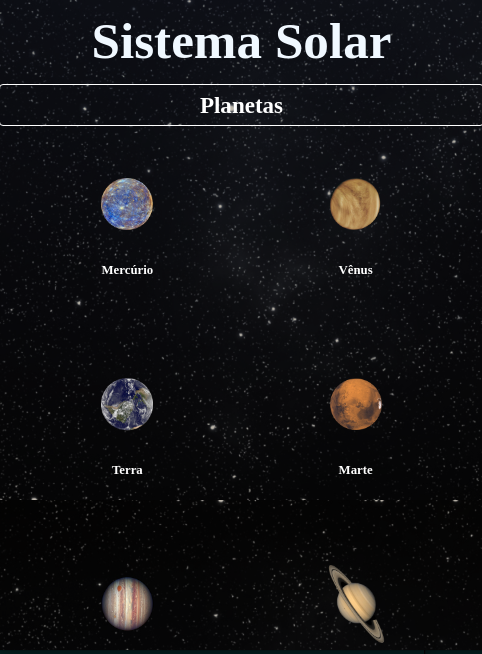 Sistema Solar
Planetas
Mercúrio
Vênus
Terra
Marte